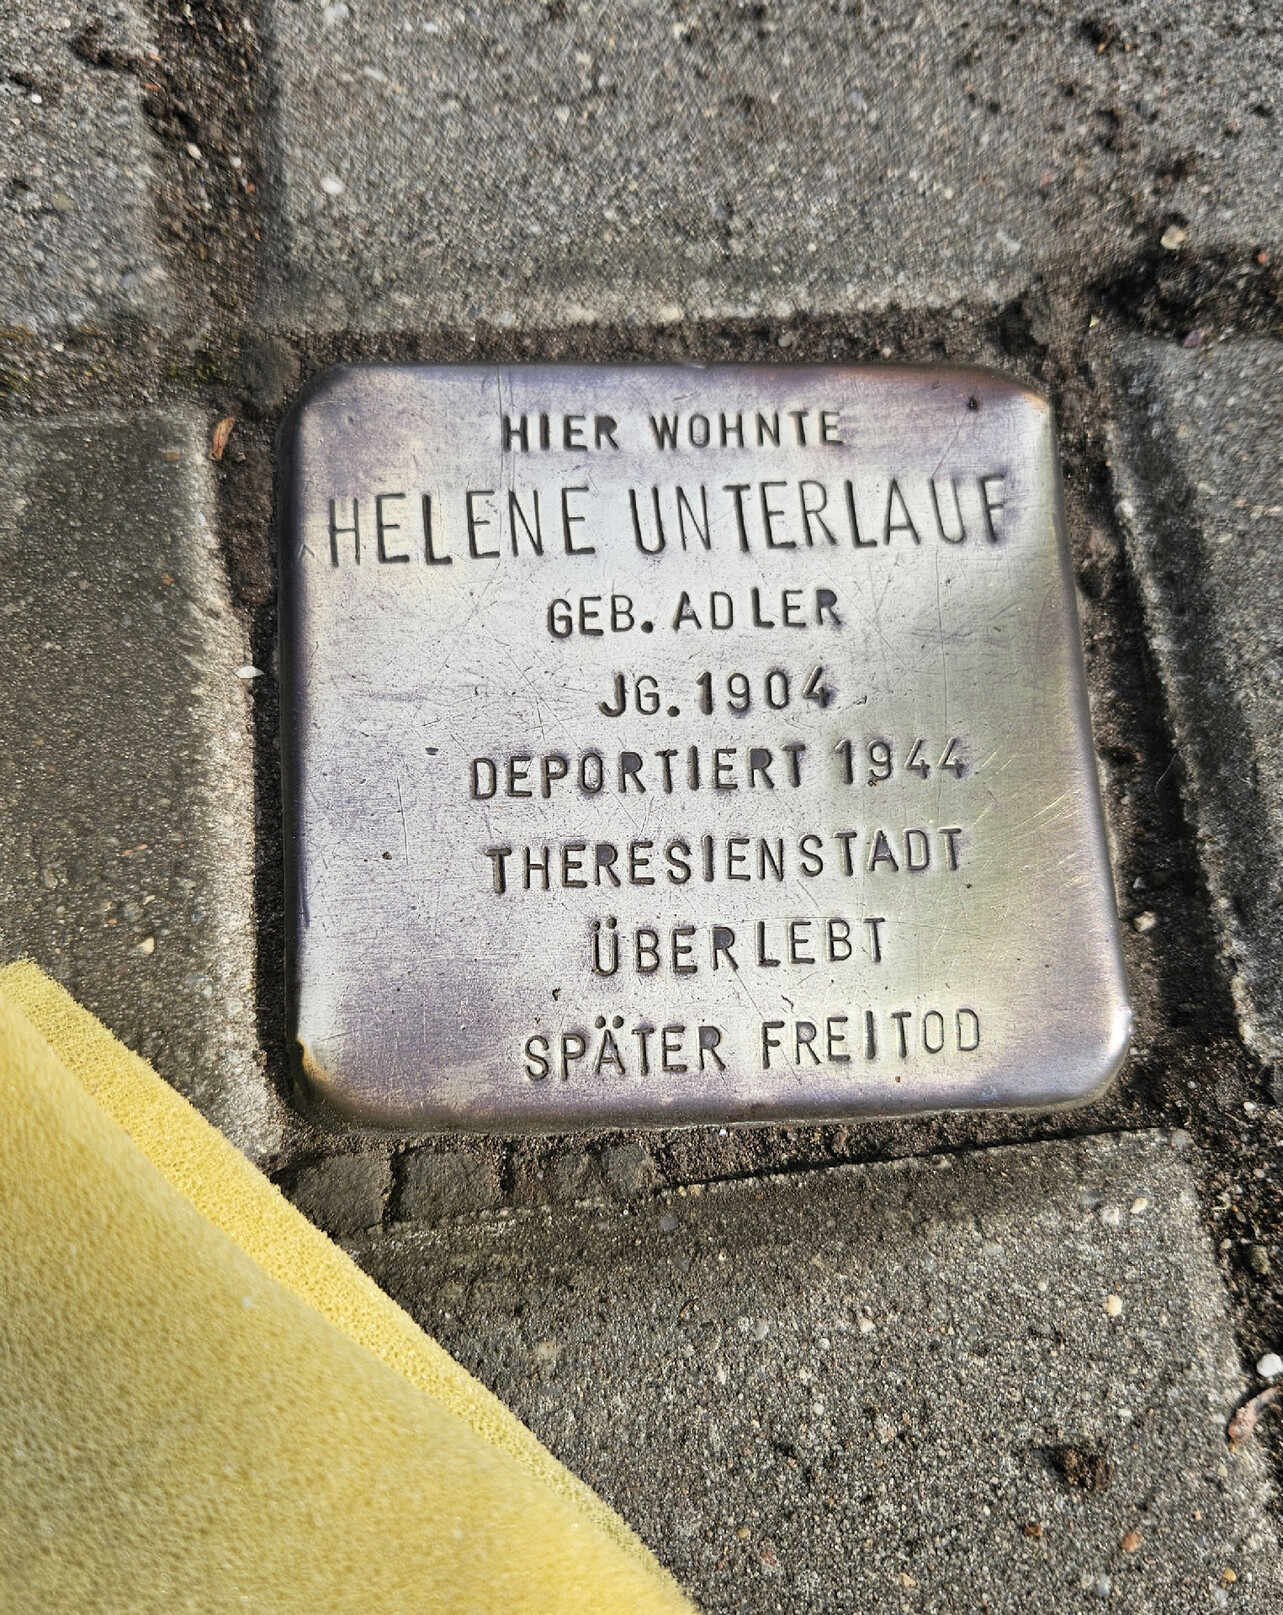 HIER WOHNTE
HELENE UNTERLAUF
GEB. ADLER
JG. 1904
DEPORTIERT 1944
THERESIENSTADT
ÜBERLEBT
SPÄTER FREITOD